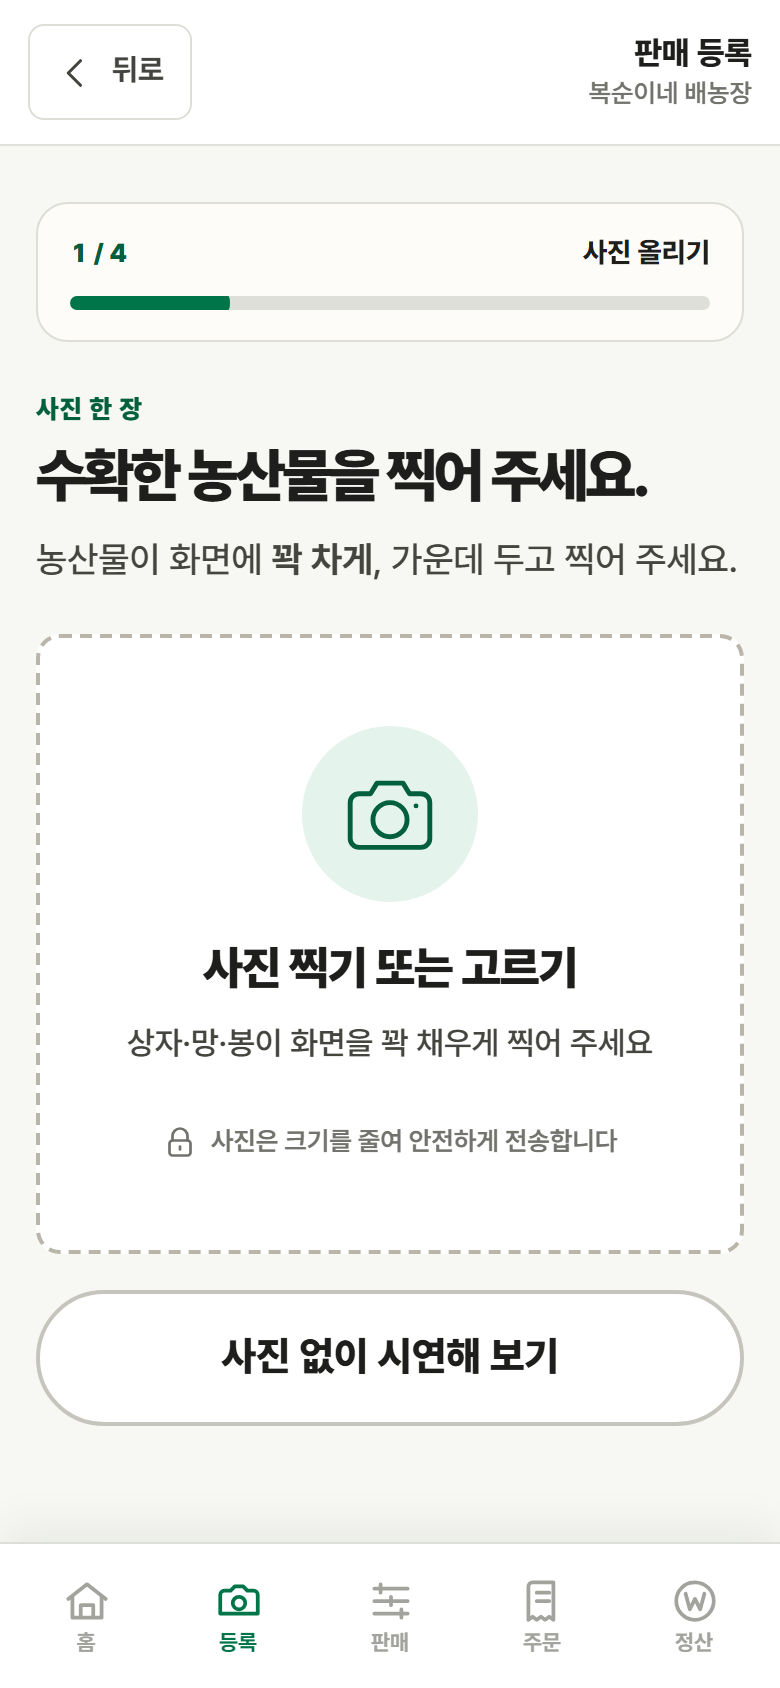 뒤로
판매 등록
복순이네 배농장
1 / 4
사진 올리기
사진 한 장
수확한 농산물을 찍어 주세요.
농산물이 화면에 꽉 차게, 가운데 두고 찍어 주세요.
사진 찍기 또는 고르기
상자·망·봉이 화면을 꽉 채우게 찍어 주세요
사진은 크기를 줄여 안전하게 전송합니다
사진 없이 시연해 보기
홈
등록
판매
주문
정산